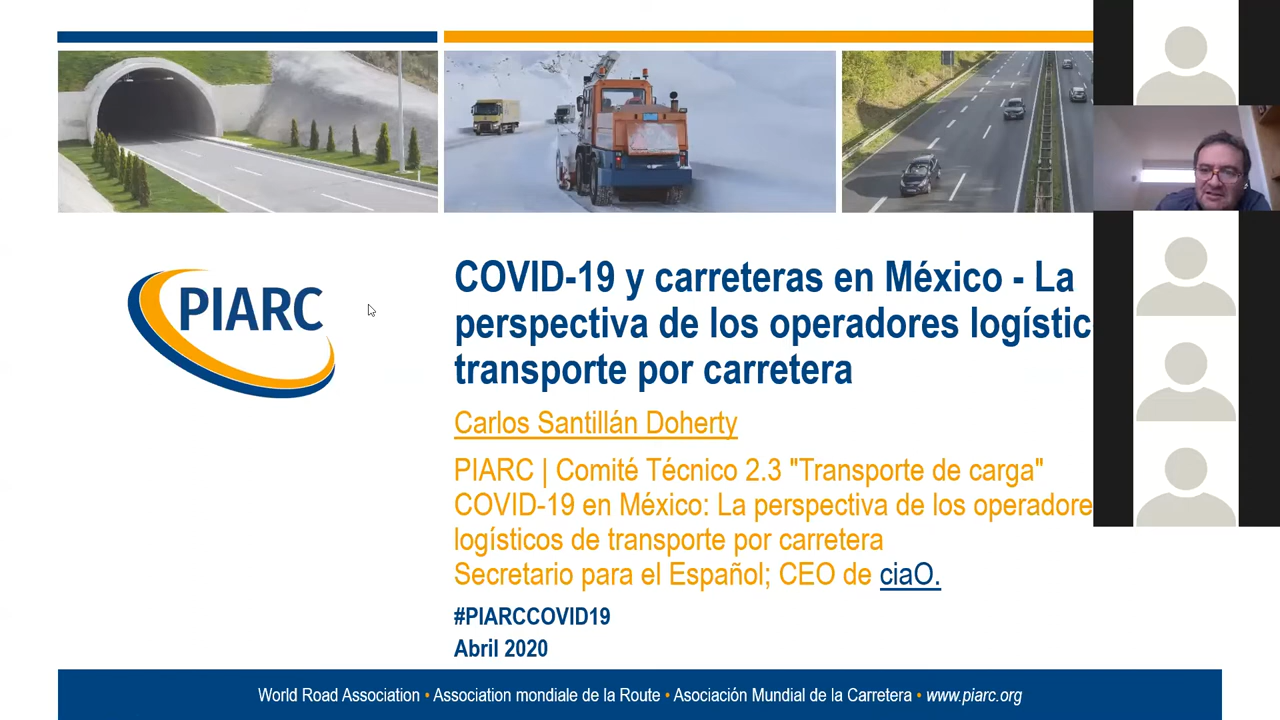 PIARC
COVID-19 y carreteras en México - La
perspectiva de los operadores logístic
transporte por carretera
Carlos Santillán Doherty
PIARC | Comité Técnico 2.3 "Transporte de carga"
COVID-19 en México: La perspectiva de los operadore
logísticos de transporte por carretera
Secretario para el Español; CEO de ciaO.
#PIARCCOVID19
Abril 2020
World Road Association • Association mondiale de la Route • Asociación Mundial de la Carretera • www.piarc.org